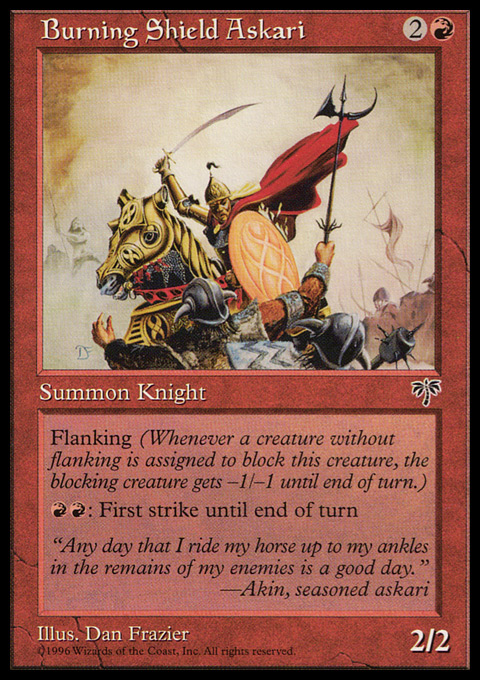 Burning Shield Askari 2
Summon Knight
Flanking (Whenever a creature without
flanking is assigned to block this creature, the
blocking creature gets –1/–1 until end of turn.)
: First strike until end of turn
“Any day that I ride my horse up to my ankles
in the remains of my enemies is a good day.”
—Akin, seasoned askari
Illus. Dan Frazier
©1996 Wizards of the Coast, Inc. All rights reserved.
2/2